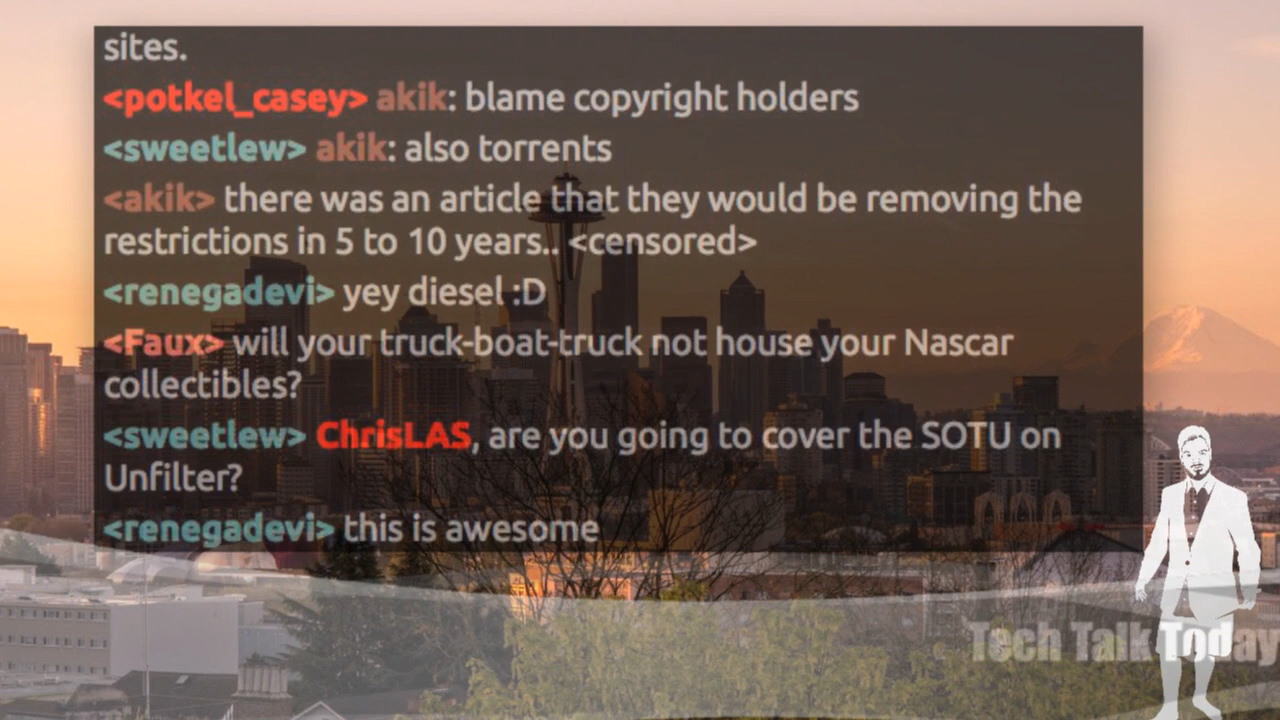 sites.
<potkel_casey> akik: blame copyright holders
<sweetlew> akik: also torrents
<akik> there was an article that they would be removing the
restrictions in 5 to 10 years.. <censored>
<renegadevi> yey diesel :D
<Faux> will your truck-boat-truck not house your Nascar
collectibles?
<sweetlew> ChrisLAS, are you going to cover the SOTU on
Unfilter?
<renegadevi> this is awesome
Tech Talk Today